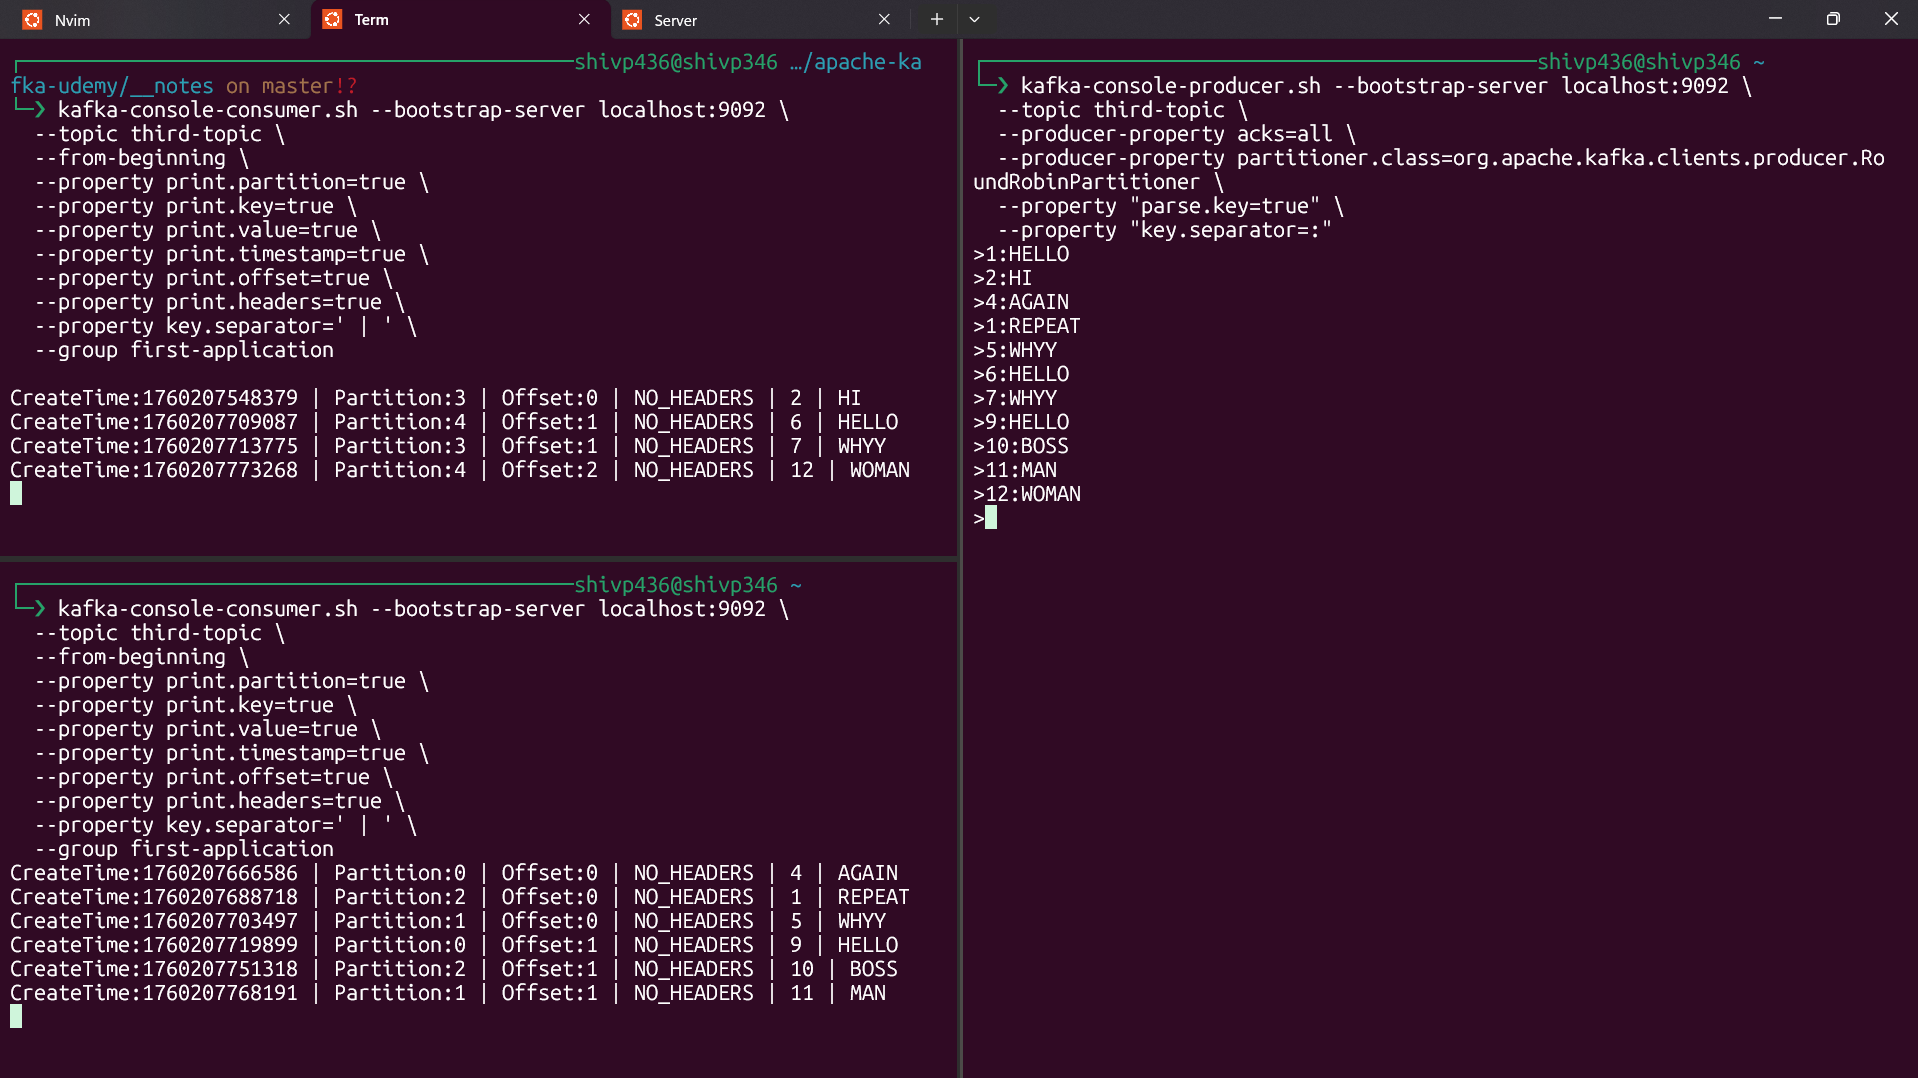 Nvim
Term
Server
shivp436@shivp346 …/apache-ka
fka-udemy/__notes on master!?
❯ kafka-console-consumer.sh --bootstrap-server localhost:9092 \
--topic third-topic \
--from-beginning \
--property print.partition=true \
--property print.key=true \
--property print.value=true \
--property print.timestamp=true \
--property print.offset=true \
--property print.headers=true \
--property key.separator=' | ' \
--group first-application
CreateTime:1760207548379 | Partition:3 | Offset:0 | NO_HEADERS | 2 | HI
CreateTime:1760207709087 | Partition:4 | Offset:1 | NO_HEADERS | 6 | HELLO
CreateTime:1760207713775 | Partition:3 | Offset:1 | NO_HEADERS | 7 | WHYY
CreateTime:1760207773268 | Partition:4 | Offset:2 | NO_HEADERS | 12 | WOMAN
shivp436@shivp346 ~
❯ kafka-console-consumer.sh --bootstrap-server localhost:9092 \
--topic third-topic \
--from-beginning \
--property print.partition=true \
--property print.key=true \
--property print.value=true \
--property print.timestamp=true \
--property print.offset=true \
--property print.headers=true \
--property key.separator=' | ' \
--group first-application
CreateTime:1760207666586 | Partition:0 | Offset:0 | NO_HEADERS | 4 | AGAIN
CreateTime:1760207688718 | Partition:2 | Offset:0 | NO_HEADERS | 1 | REPEAT
CreateTime:1760207703497 | Partition:1 | Offset:0 | NO_HEADERS | 5 | WHYY
CreateTime:1760207719899 | Partition:0 | Offset:1 | NO_HEADERS | 9 | HELLO
CreateTime:1760207751318 | Partition:2 | Offset:1 | NO_HEADERS | 10 | BOSS
CreateTime:1760207768191 | Partition:1 | Offset:1 | NO_HEADERS | 11 | MAN
shivp436@shivp346 ~
❯ kafka-console-producer.sh --bootstrap-server localhost:9092 \
--topic third-topic \
--producer-property acks=all \
--producer-property partitioner.class=org.apache.kafka.clients.producer.Ro
undRobinPartitioner \
--property "parse.key=true" \
--property "key.separator=:"
>1:HELLO
>2:HI
>4:AGAIN
>1:REPEAT
>5:WHYY
>6:HELLO
>7:WHYY
>9:HELLO
>10:BOSS
>11:MAN
>12:WOMAN
>